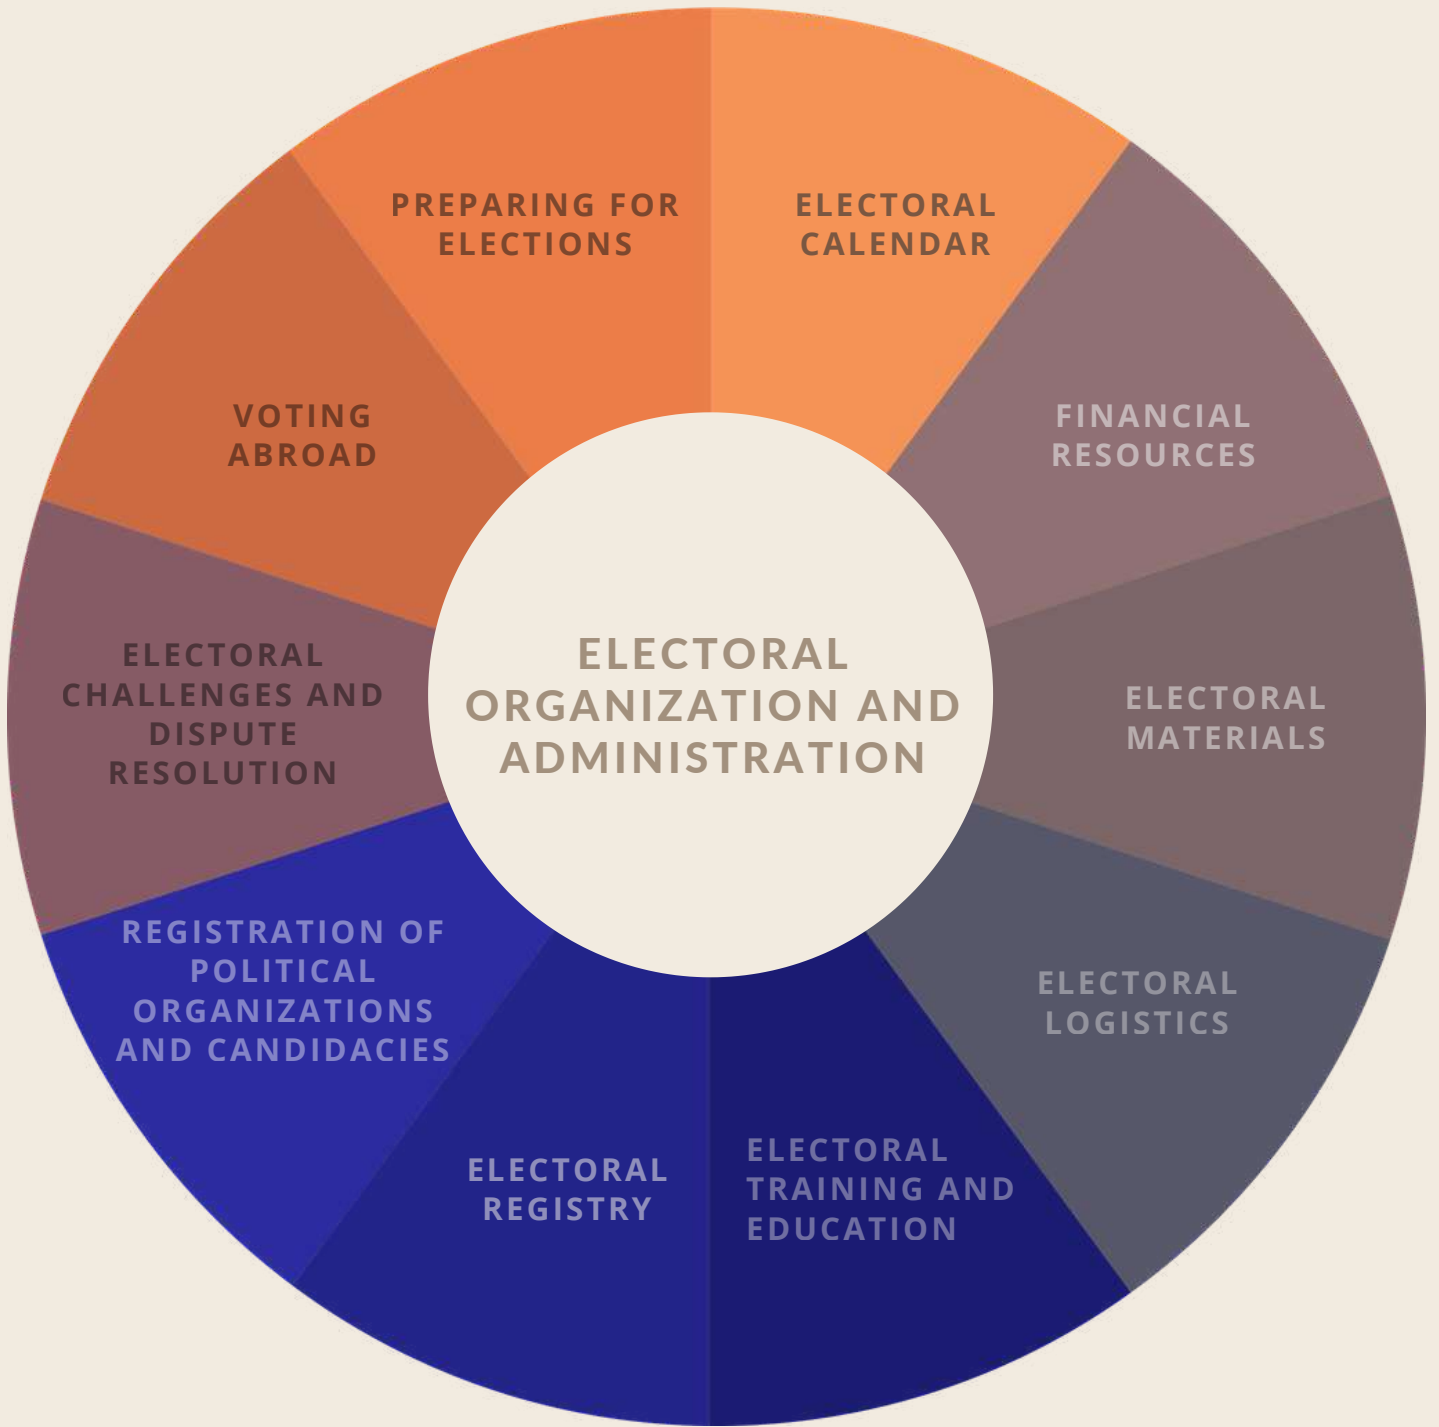 PREPARING FOR
ELECTIONS
ELECTORAL
CALENDAR
FINANCIAL
RESOURCES
ELECTORAL
MATERIALS
ELECTORAL
LOGISTICS
ELECTORAL
TRAINING AND
EDUCATION
ELECTORAL
REGISTRY
REGISTRATION OF
POLITICAL
ORGANIZATIONS
AND CANDIDACIES
ELECTORAL
CHALLENGES AND
DISPUTE
RESOLUTION
VOTING
ABROAD
ELECTORAL
ORGANIZATION AND
ADMINISTRATION